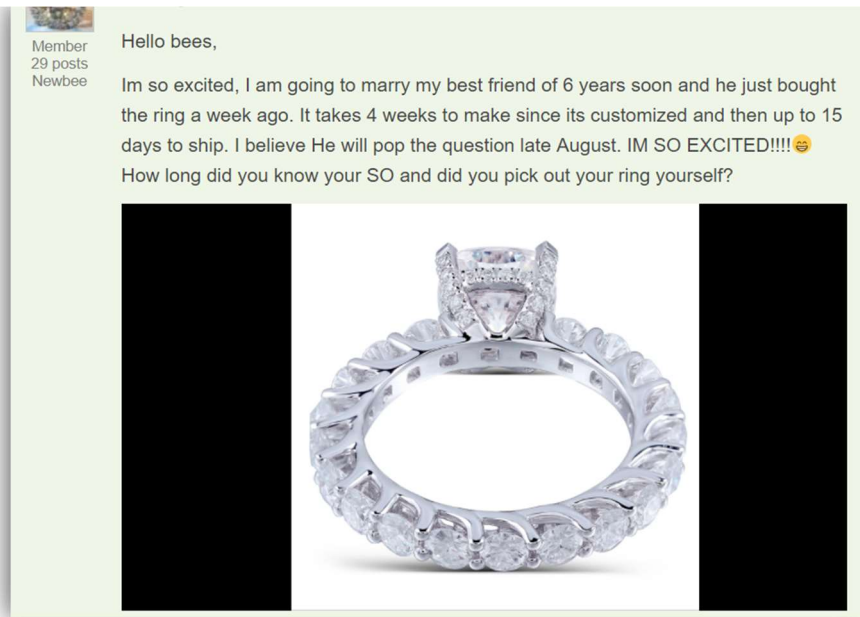 Member
29 posts
Newbee
Hello bees,
Im so excited, I am going to marry my best friend of 6 years soon and he just bought
the ring a week ago. It takes 4 weeks to make since its customized and then up to 15
days to ship. I believe He will pop the question late August. IM SO EXCITED!!!!😁
How long did you know your SO and did you pick out your ring yourself?